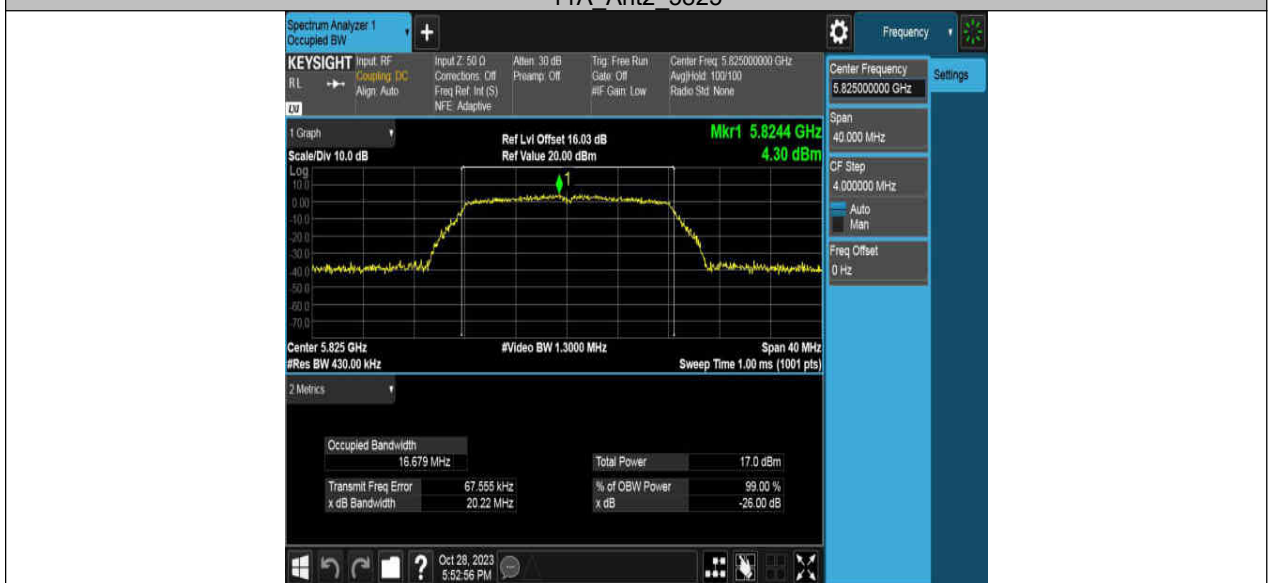 11A_Ant2_5825
Spectrum Analyzer 1
Occupied BW
+
Frequency
KEYSIGHT
RL
LXI
Input: RF
Coupling: DC
Align: Auto
Input Z: 50 Ω
Corrections: Off
Freq Ref: Int (S)
NFE: Adaptive
Atten: 30 dB
Preamp: Off
Trig: Free Run
Gate: Off
#IF Gain: Low
Center Freq: 5.825000000 GHz
Avg|Hold: 100/100
Radio Std: None
Center Frequency
5.825000000 GHz
Settings
Span
40.000 MHz
CF Step
4.000000 MHz
Auto
Man
Freq Offset
0 Hz
1 Graph
Scale/Div 10.0 dB
Ref Lvl Offset 16.03 dB
Ref Value 20.00 dBm
Mkr1 5.8244 GHz
4.30 dBm
Log
10.0
0.00
-10.0
-20.0
-30.0
-40.0
-50.0
-60.0
-70.0
1
Center 5.825 GHz
#Video BW 1.3000 MHz
Span 40 MHz
#Res BW 430.00 kHz
Sweep Time 1.00 ms (1001 pts)
2 Metrics
Occupied Bandwidth
16.679 MHz
Total Power 17.0 dBm
Transmit Freq Error 67.555 kHz
% of OBW Power 99.00 %
x dB Bandwidth 20.22 MHz
x dB -26.00 dB
?
Oct 28, 2023
5:52:56 PM